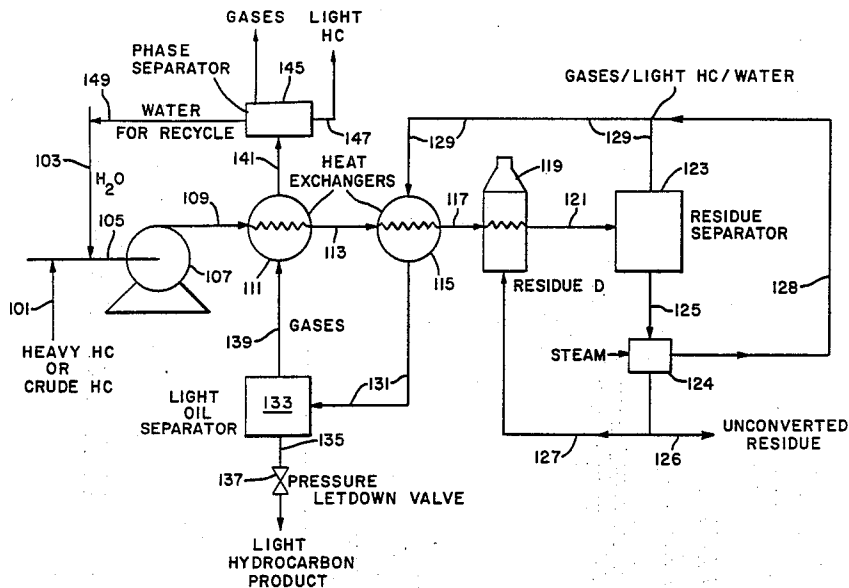 GASES
LIGHT
HC
PHASE
SEPARATOR
145
149
WATER
FOR RECYCLE
147
GASES/LIGHT HC/WATER
129
129
129
141
103
H2O
HEAT
EXCHANGERS
119
123
109
117
121
RESIDUE
SEPARATOR
105
113
107
111
115
RESIDUE D
125
128
101
139
GASES
HEAVY HC
OR
CRUDE HC
STEAM
124
131
LIGHT
OIL
SEPARATOR
133
135
127
126
UNCONVERTED
RESIDUE
137
PRESSURE
LETDOWN VALVE
LIGHT
HYDROCARBON
PRODUCT